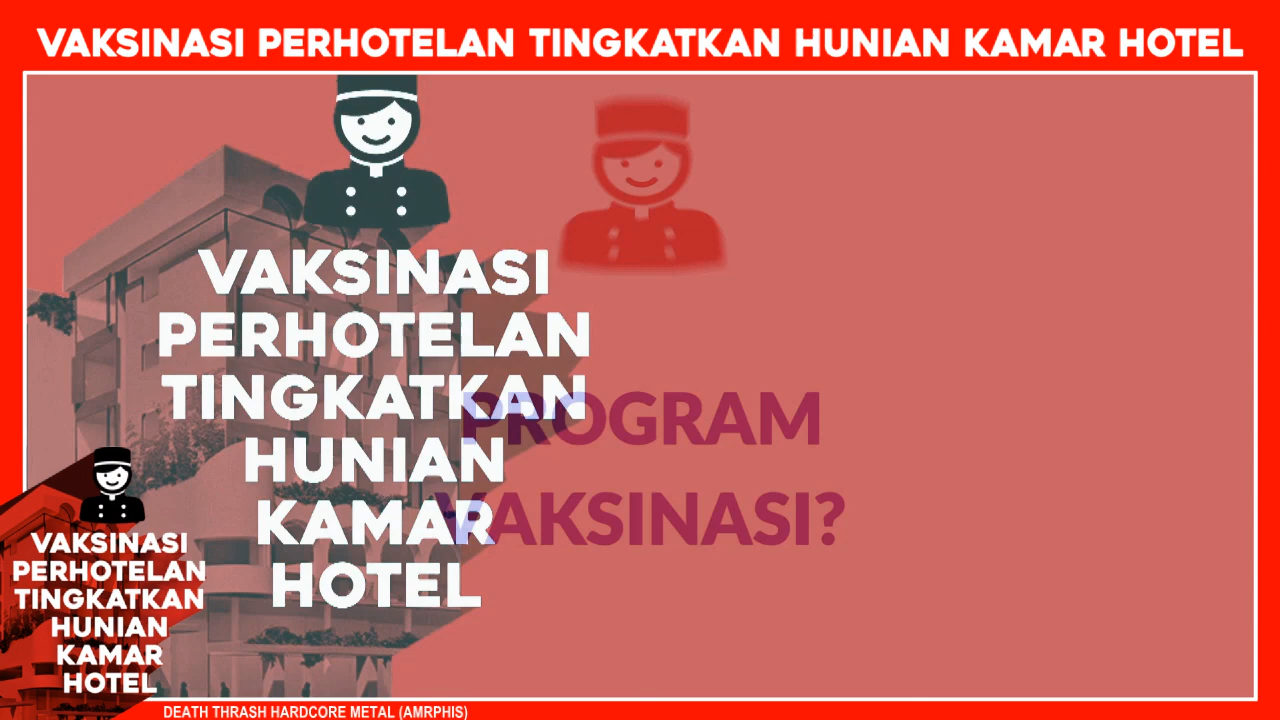 VAKSINASI PERHOTELAN TINGKATKAN HUNIAN KAMAR HOTEL
VAKSINASI
PERHOTELAN
TINGKATKAN
HUNIAN
KAMAR
HOTEL
PROGRAM
VAKSINASI?
VAKSINASI
PERHOTELAN
TINGKATKAN
HUNIAN
KAMAR
HOTEL
DEATH THRASH HARDCORE METAL (AMRPHIS)